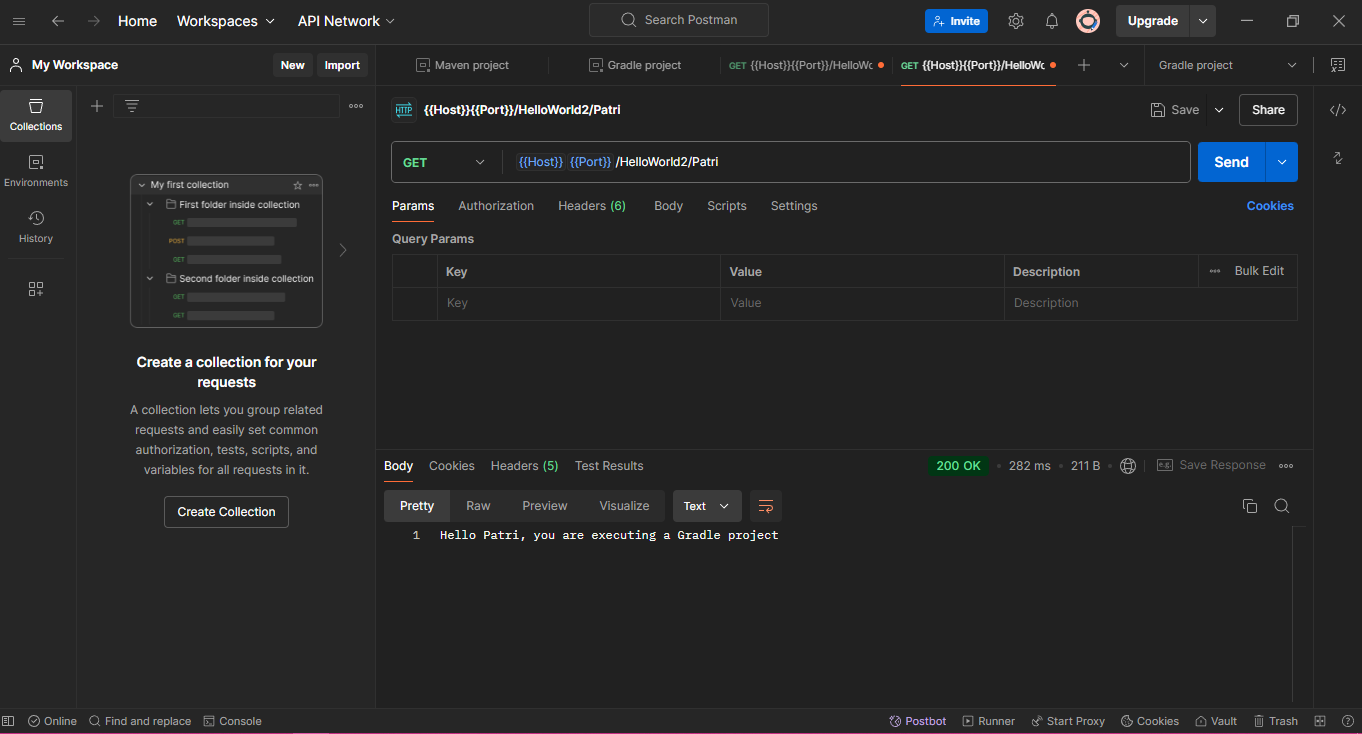 Home Workspaces API Network Search Postman Invite Upgrade
My Workspace New Import Maven project Gradle project GET {{Host}}{{Port}}/HelloWo GET {{Host}}{{Port}}/HelloWo Gradle project
Collections
Environments
History
My first collection
First folder inside collection
GET
POST
GET
Second folder inside collection
GET
GET
Create a collection for your
requests
A collection lets you group related
requests and easily set common
authorization, tests, scripts, and
variables for all requests in it.
Create Collection
HTTP {{Host}}{{Port}}/HelloWorld2/Patri Save Share
GET {{Host}} {{Port}} /HelloWorld2/Patri Send
Params Authorization Headers (6) Body Scripts Settings Cookies
Query Params
Key Value Description Bulk Edit
Key Value Description
Body Cookies Headers (5) Test Results 200 OK 282 ms 211 B e.g. Save Response
Pretty Raw Preview Visualize Text
1 Hello Patri, you are executing a Gradle project
Online Find and replace Console Postbot Runner Start Proxy Cookies Vault Trash